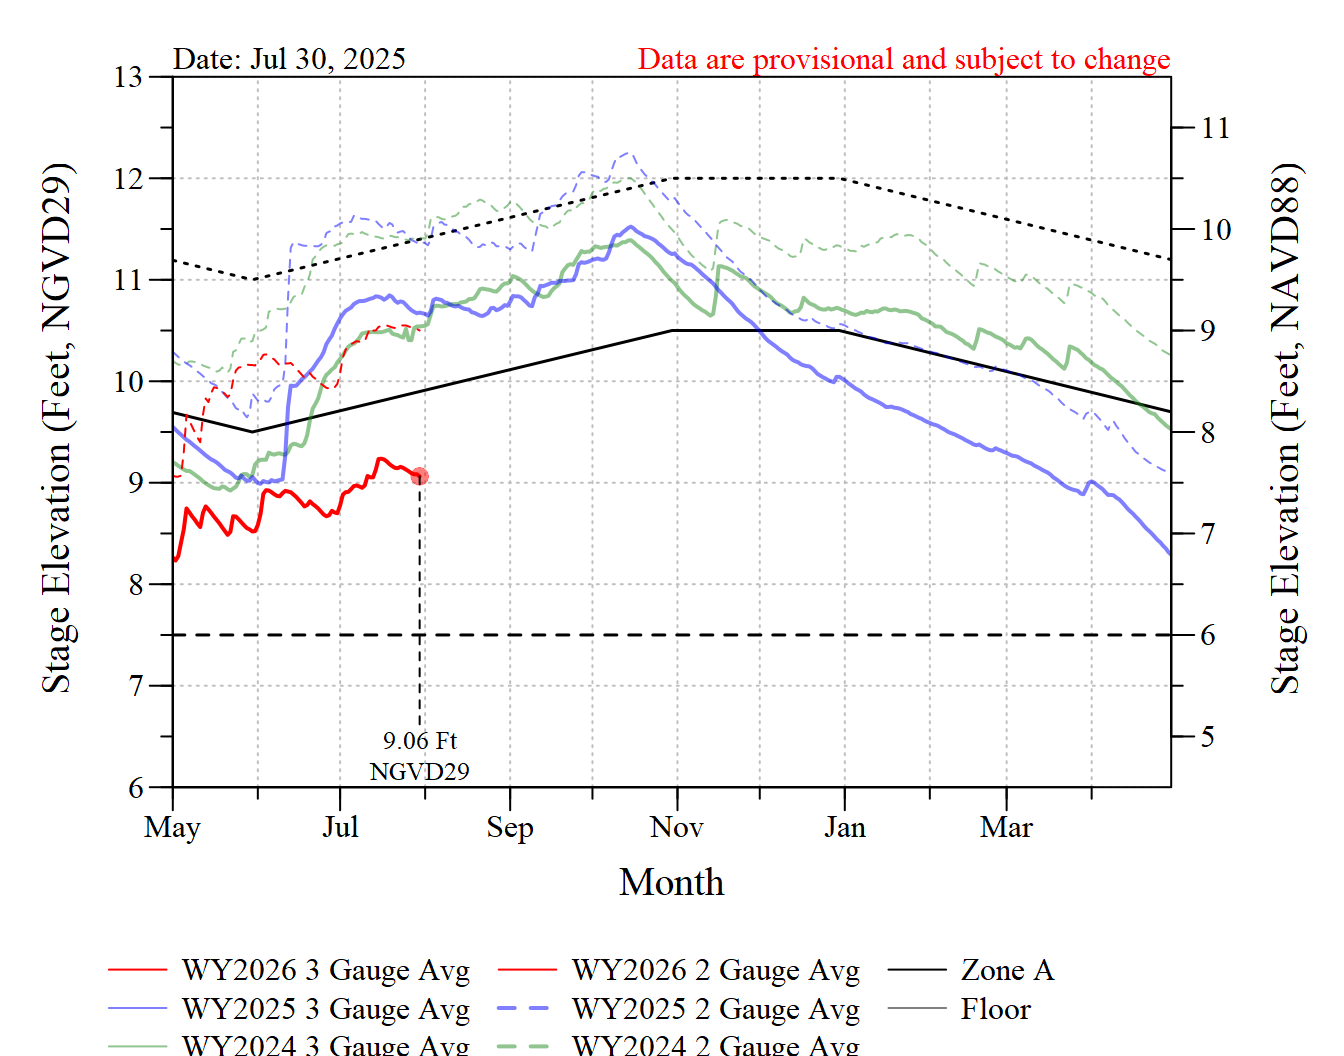 Date: Jul 30, 2025
Data are provisional and subject to change
13
12
11
10
9
8
7
6
11
10
9
8
7
6
5
Stage Elevation (Feet, NGVD29)
Stage Elevation (Feet, NAVD88)
9.06 Ft
NGVD29
May Jul Sep Nov Jan Mar
Month
WY2026 3 Gauge Avg WY2026 2 Gauge Avg Zone A
WY2025 3 Gauge Avg WY2025 2 Gauge Avg Floor
WY2024 3 Gauge Avg WY2024 2 Gauge Avg